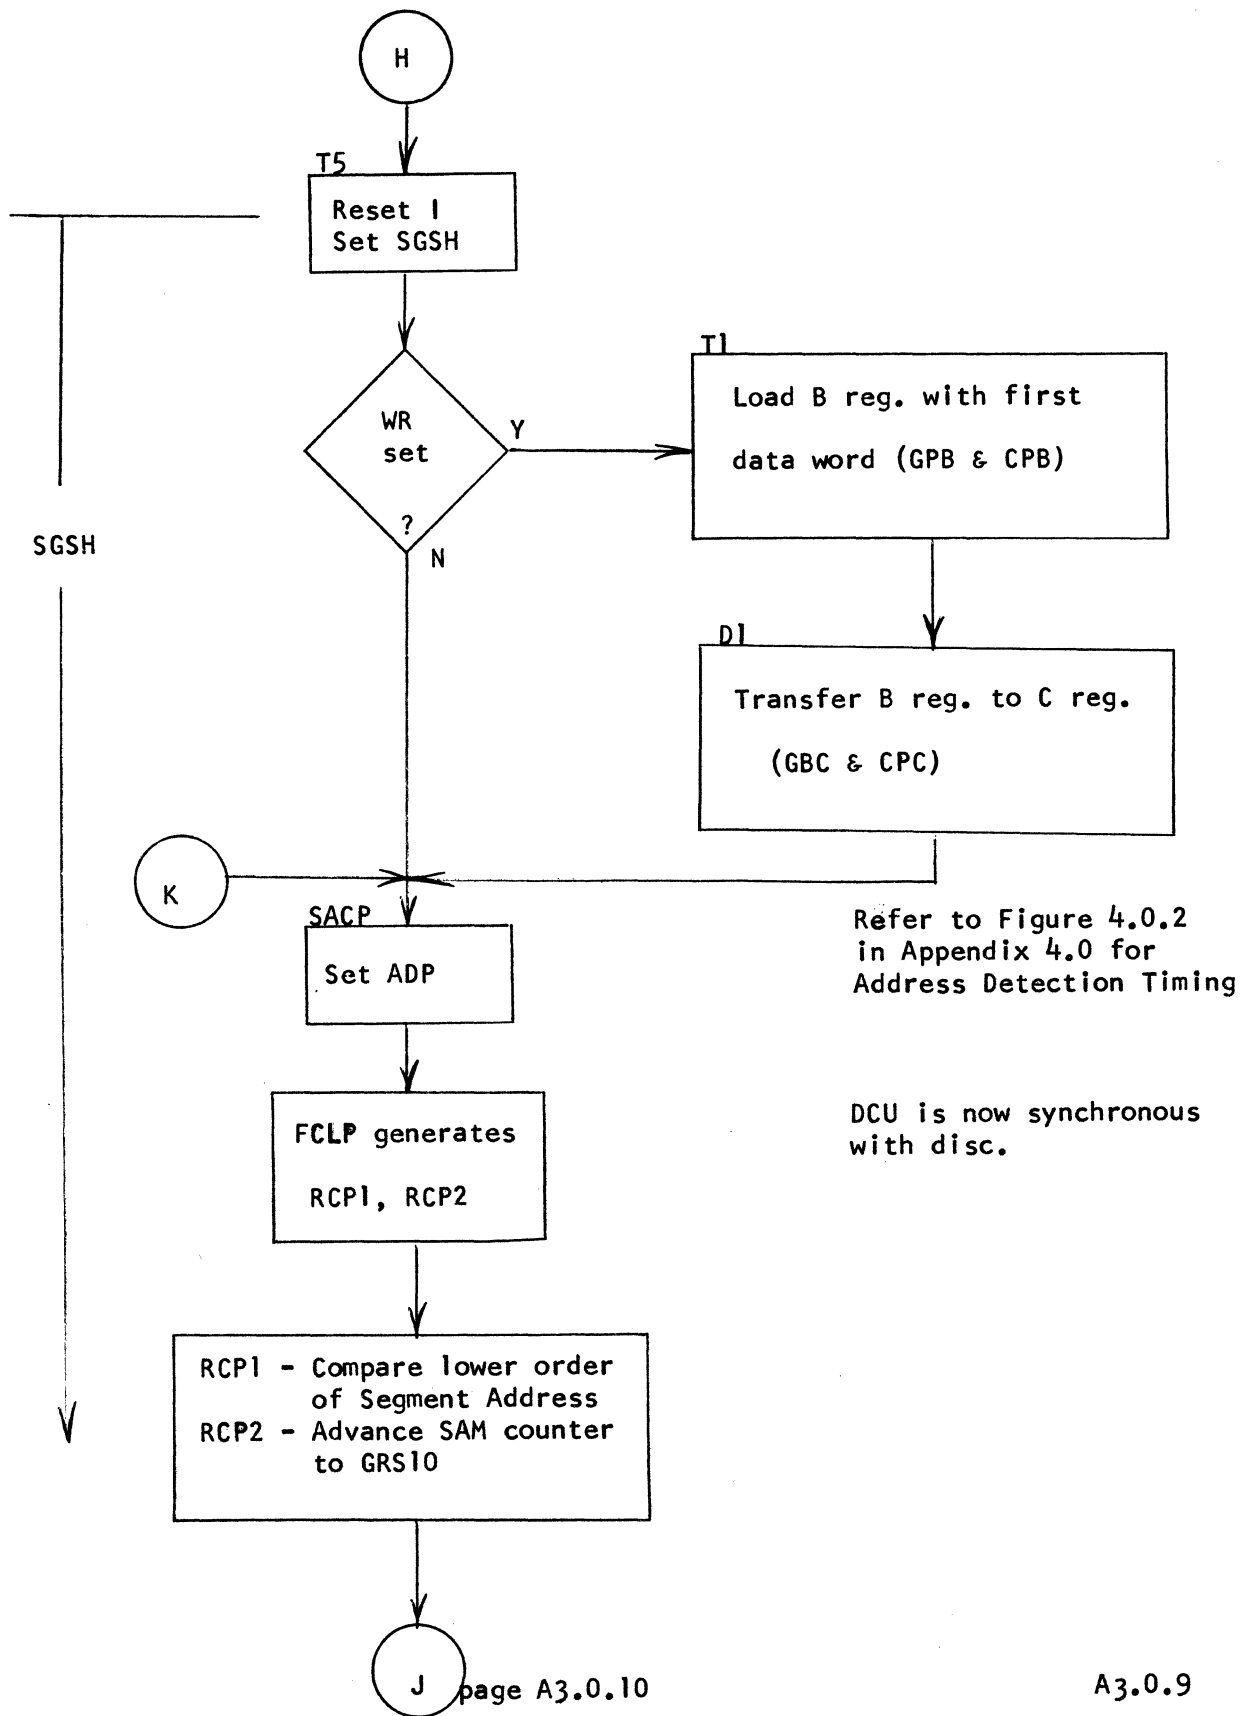 H
T5
Reset I
Set SGSH
WR
set
?
Y
N
T1
Load B reg. with first
data word (GPB & CPB)
D1
Transfer B reg. to C reg.
(GBC & CPC)
SGSH
K
SACP
Set ADP
Refer to Figure 4.0.2
in Appendix 4.0 for
Address Detection Timing
FCLP generates
RCP1, RCP2
DCU is now synchronous
with disc.
RCP1 - Compare lower order
of Segment Address
RCP2 - Advance SAM counter
to GRS10
J
page A3.0.10
A3.0.9